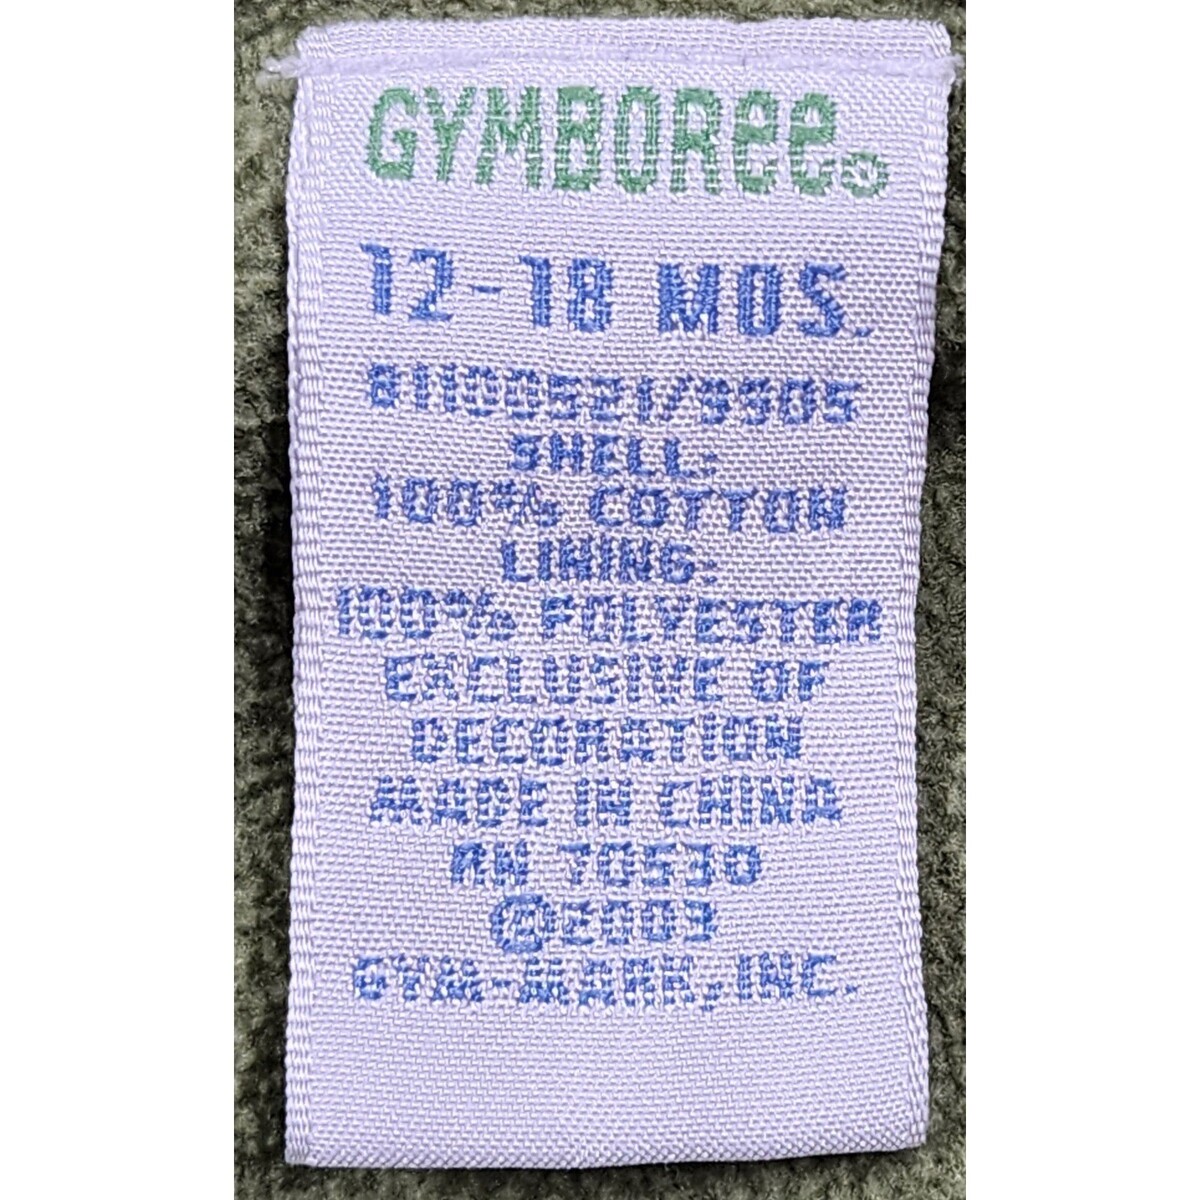 GYMBOREE®
12-18 MOS.
81100521/9905
SHELL:
100% COTTON
LINING:
100% POLYESTER
EXCLUSIVE OF
DECORATION
MADE IN CHINA
RN 70530
©2003
GYM-MARK, INC.